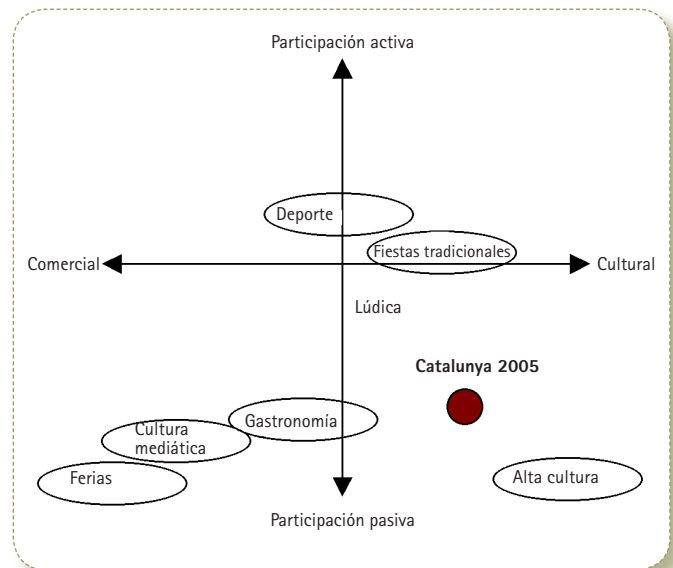 Participación activa
Deporte
Fiestas tradicionales
Comercial
Cultural
Lúdica
Catalunya 2005
Gastronomía
Cultura
mediática
Ferias
Alta cultura
Participación pasiva